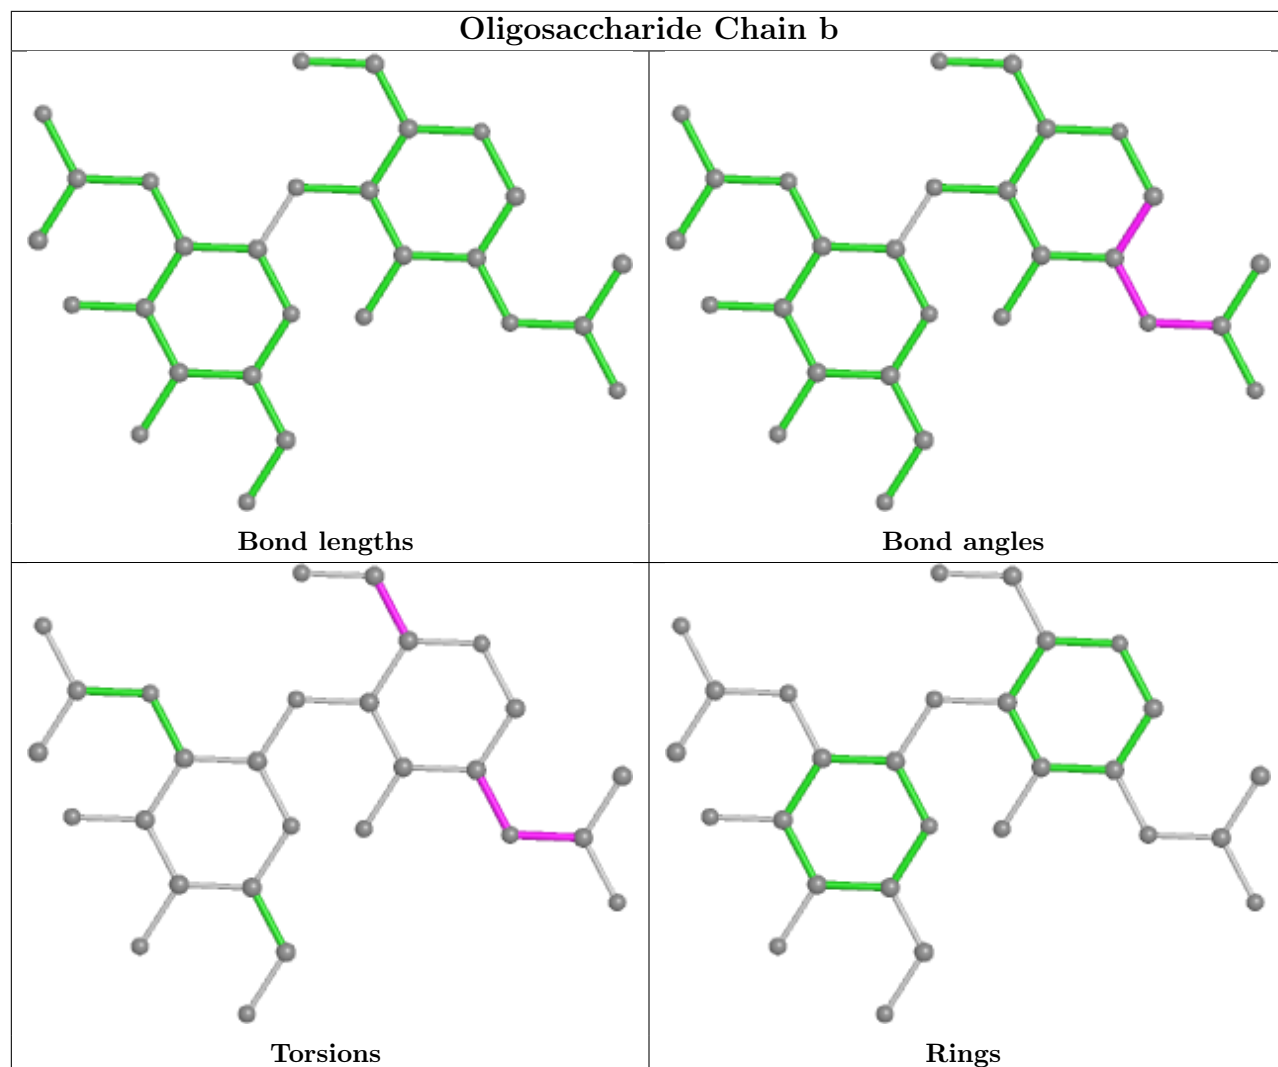 Oligosaccharide Chain b
Bond lengths
Bond angles
Torsions
Rings